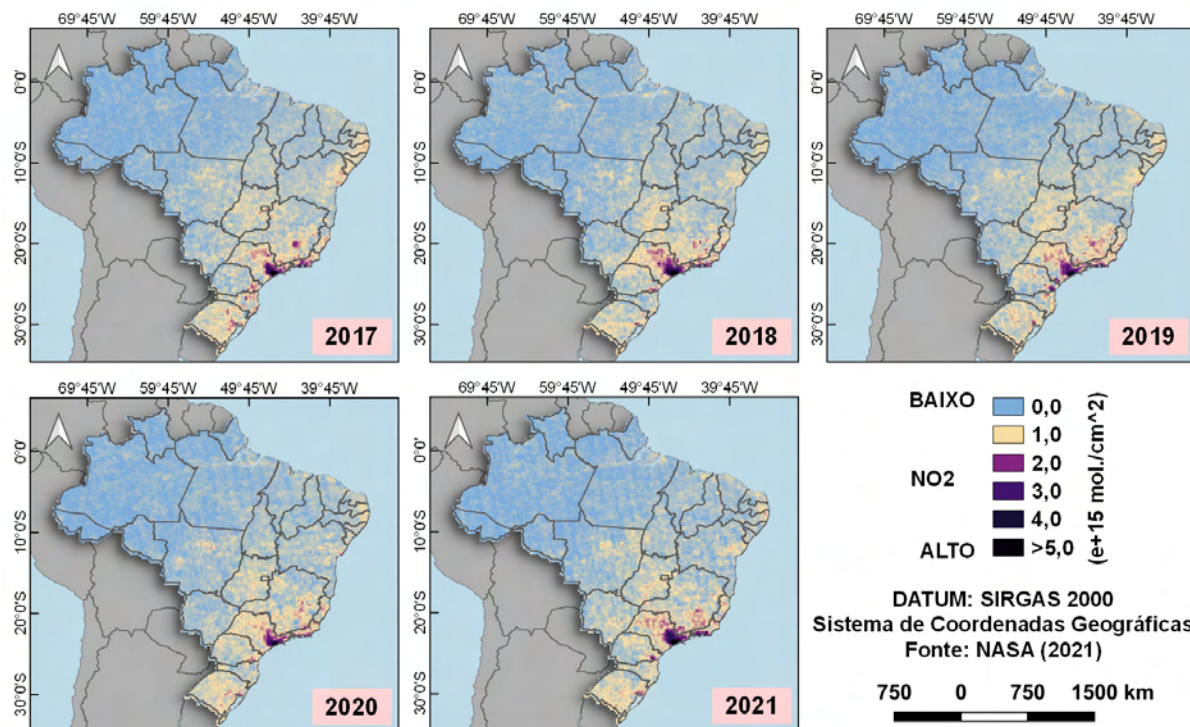 69°45'W 59°45'W 49°45'W 39°45'W
69°45'W 59°45'W 49°45'W 39°45'W
69°45'W 59°45'W 49°45'W 39°45'W
0°0'
10°0'S
20°0'S
30°0'S
2017
0°0'
10°0'S
20°0'S
30°0'S
2018
0°0'
10°0'S
20°0'S
30°0'S
2019
69°45'W 59°45'W 49°45'W 39°45'W
69°45'W 59°45'W 49°45'W 39°45'W
0°0'
10°0'S
20°0'S
30°0'S
2020
0°0'
10°0'S
20°0'S
30°0'S
2021
BAIXO 0,0
1,0
2,0
NO2 3,0
4,0
ALTO >5,0
(e+15 mol./cm^2)
DATUM: SIRGAS 2000
Sistema de Coordenadas Geográficas
Fonte: NASA (2021)
750 0 750 1500 km